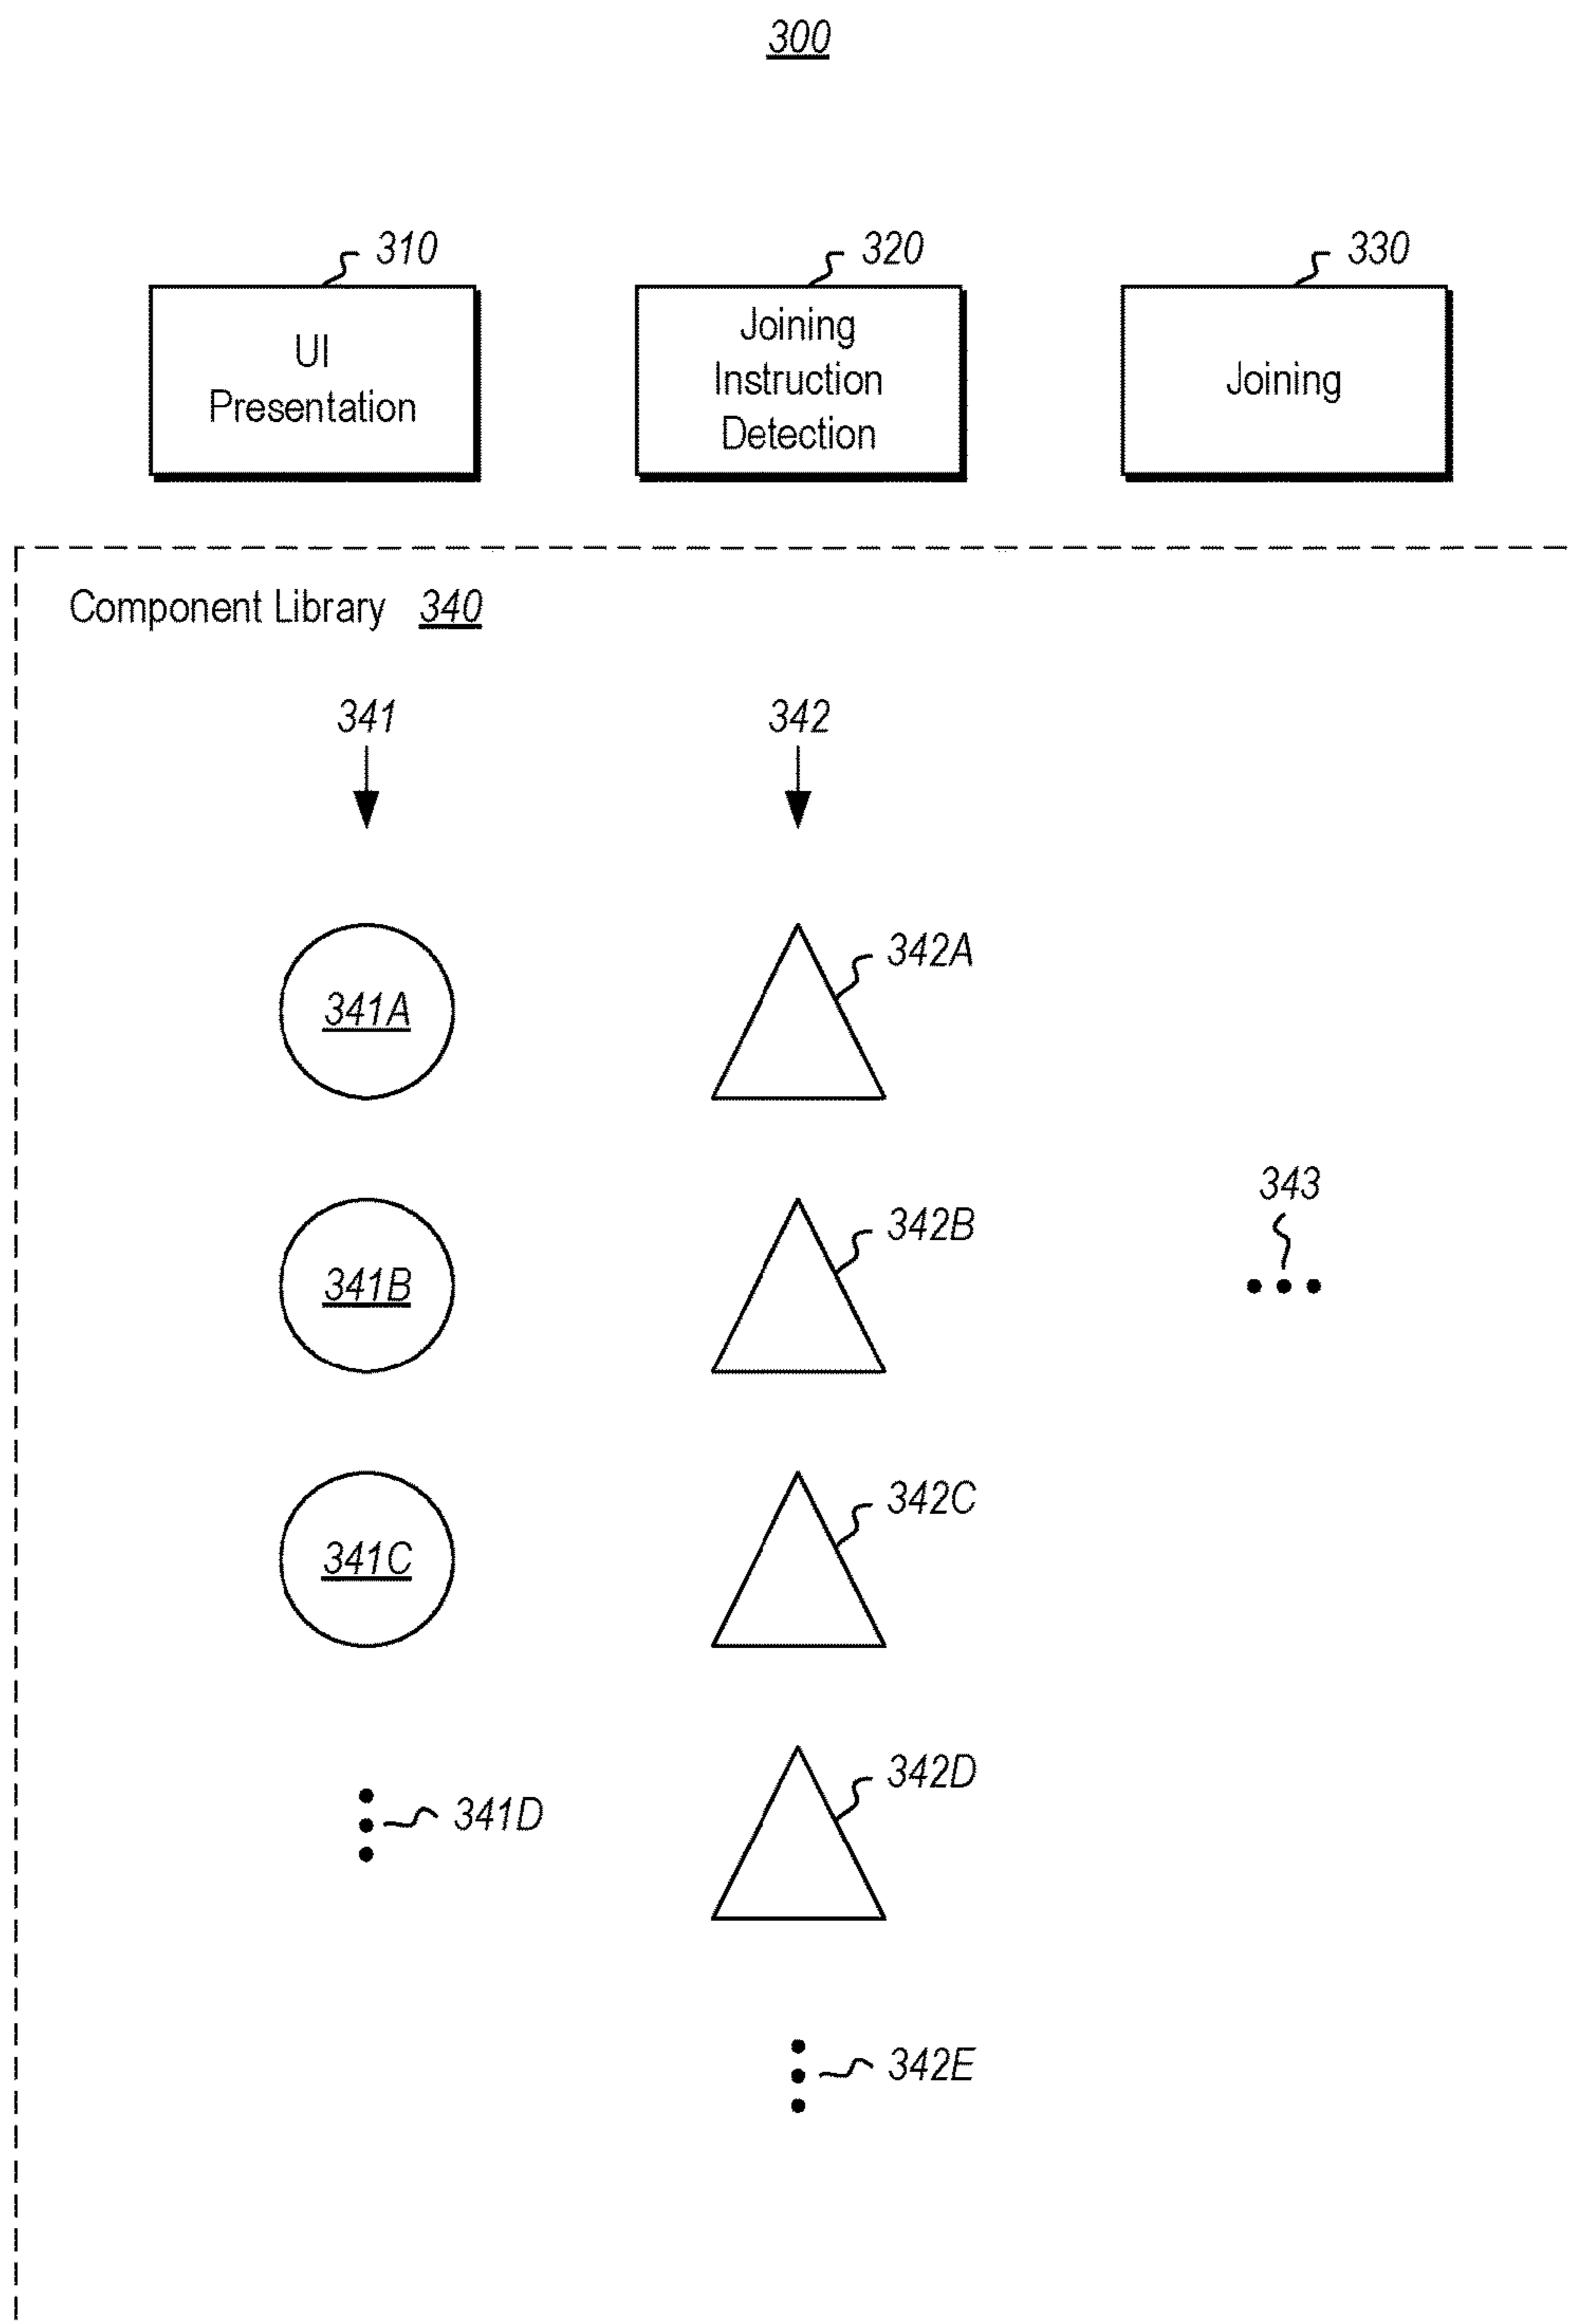 300
310
320
330
UI
Presentation
Joining
Instruction
Detection
Joining
Component Library 340
341
342
341A
342A
341B
342B
343
341C
342C
341D
342D
342E